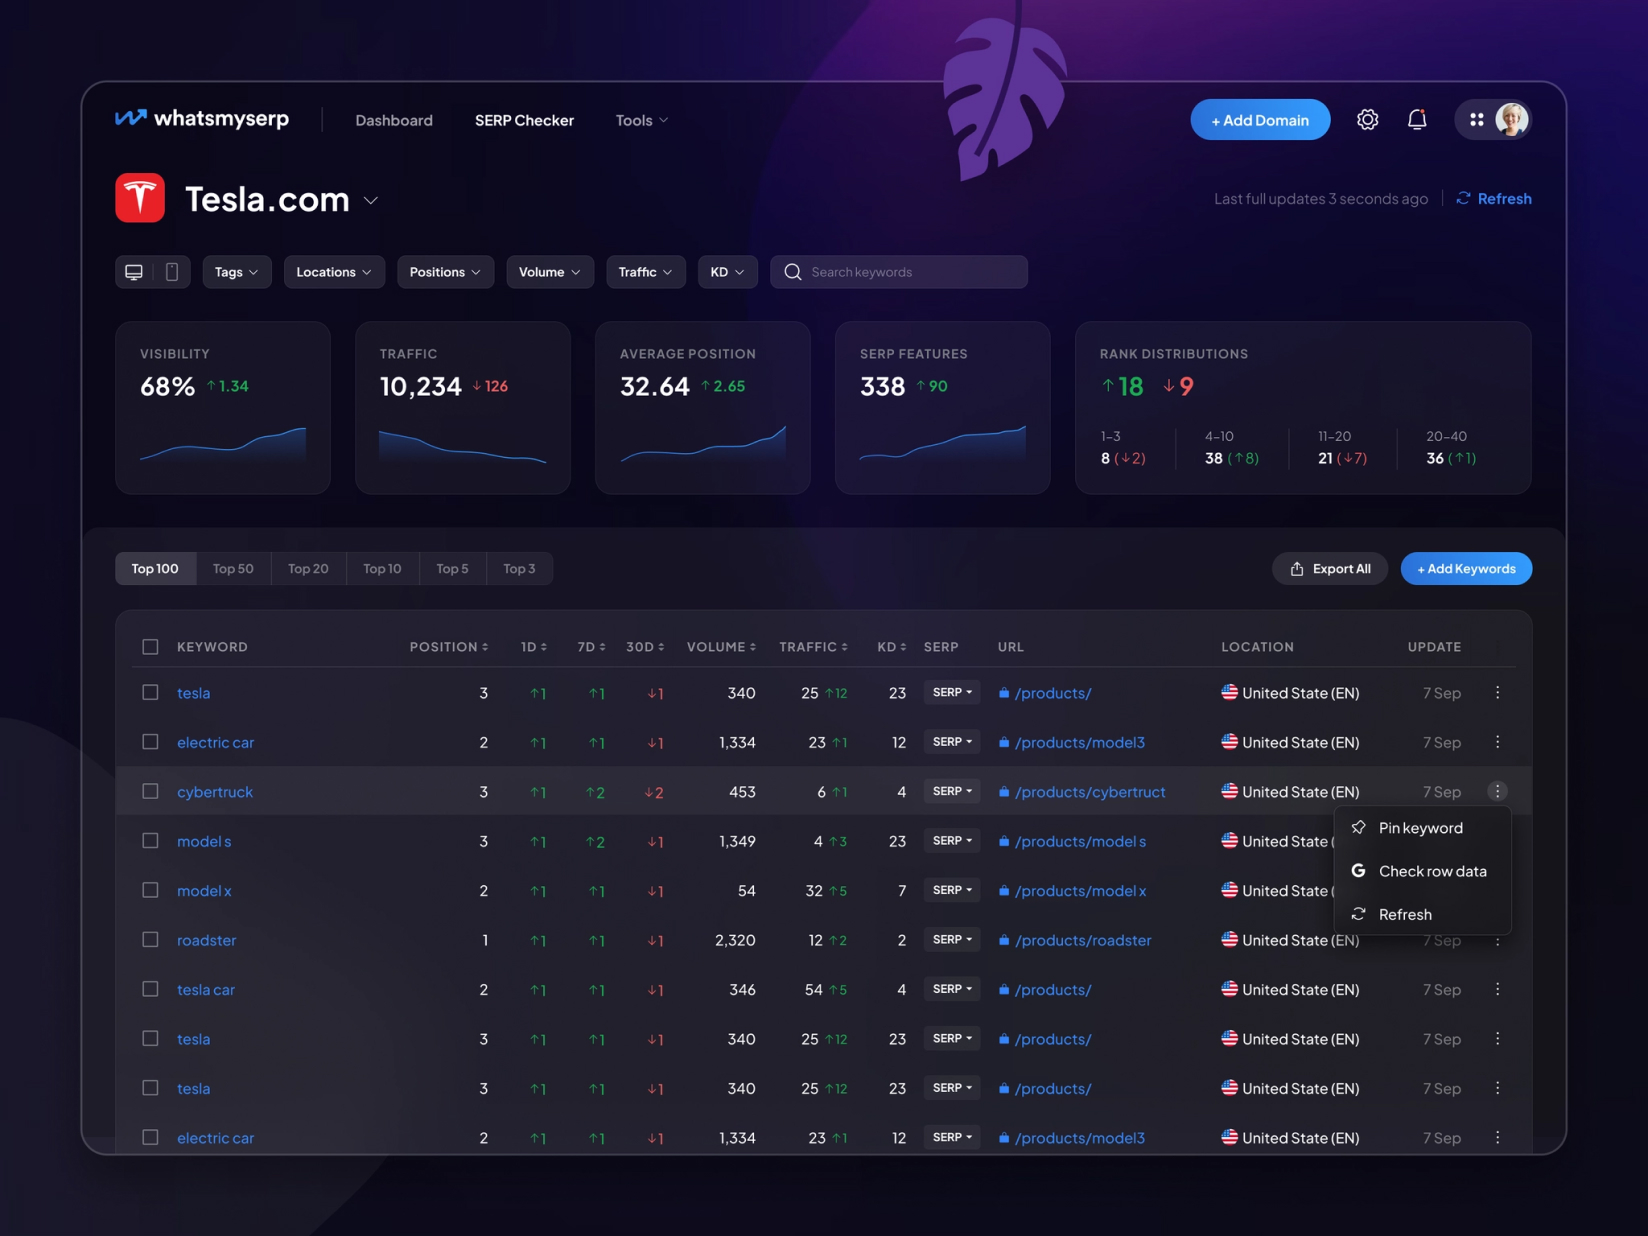 whatsmyserp Dashboard SERP Checker Tools + Add Domain
Tesla.com Last full updates 3 seconds ago Refresh
Tags Locations Positions Volume Traffic KD Search keywords
VISIBILITY TRAFFIC AVERAGE POSITION SERP FEATURES RANK DISTRIBUTIONS
68% ↑1.34 10,234 ↓126 32.64 ↑2.65 338 ↑90 ↑18 ↓9
1-3 4-10 11-20 20-40
8 (↓2) 38 (↑8) 21 (↓7) 36 (↑1)
Top 100 Top 50 Top 20 Top 10 Top 5 Top 3 Export All + Add Keywords
KEYWORD POSITION 1D 7D 30D VOLUME TRAFFIC KD SERP URL LOCATION UPDATE
tesla 3 ↑1 ↑1 ↓1 340 25 ↑12 23 SERP /products/ United State (EN) 7 Sep
electric car 2 ↑1 ↑1 ↓1 1,334 23 ↑1 12 SERP /products/model3 United State (EN) 7 Sep
cybertruck 3 ↑1 ↑2 ↓2 453 6 ↑1 4 SERP /products/cybertruct United State (EN) 7 Sep
Pin keyword
model s 3 ↑1 ↑2 ↓1 1,349 4 ↑3 23 SERP /products/model s United State (
Check row data
model x 2 ↑1 ↑1 ↓1 54 32 ↑5 7 SERP /products/model x United State (
Refresh
roadster 1 ↑1 ↑1 ↓1 2,320 12 ↑2 2 SERP /products/roadster United State (EN) 7 Sep
tesla car 2 ↑1 ↑1 ↓1 346 54 ↑5 4 SERP /products/ United State (EN) 7 Sep
tesla 3 ↑1 ↑1 ↓1 340 25 ↑12 23 SERP /products/ United State (EN) 7 Sep
tesla 3 ↑1 ↑1 ↓1 340 25 ↑12 23 SERP /products/ United State (EN) 7 Sep
electric car 2 ↑1 ↑1 ↓1 1,334 23 ↑1 12 SERP /products/model3 United State (EN) 7 Sep